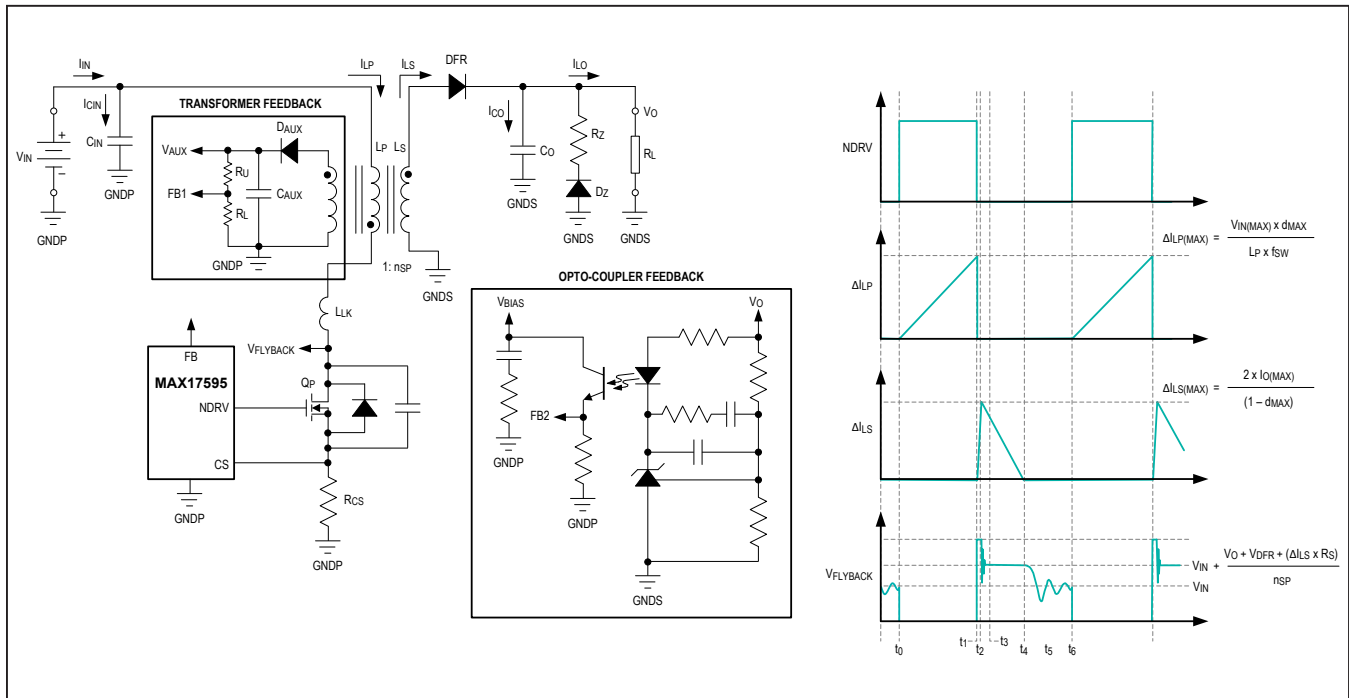 IIN
ILP
ILS
DFR
ILO
ICIN
TRANSFORMER FEEDBACK
DAUX
ICO
VO
VIN
+
−
CIN
VAUX
RU
CAUX
LP LS
CO
RZ
RL
FB1
RL
DZ
GNDP
GNDP
GNDP
GNDS
GNDS
GNDS
1: nSP
GNDS
OPTO-COUPLER FEEDBACK
LLK
VBIAS
VO
VFLYBACK
FB
MAX17595
QP
NDRV
FB2
CS
RCS
GNDP
GNDP
GNDP
GNDP
GNDS
NDRV
ΔILP
ΔILP(MAX) = VIN(MAX) x dMAX
LP x fSW
ΔILS
ΔILS(MAX) = 2 x IO(MAX)
(1 – dMAX)
VFLYBACK
VIN + VO + VDFR + (ΔILS x RS)
nSP
VIN
t0
t1
t2
t3
t4
t5
t6